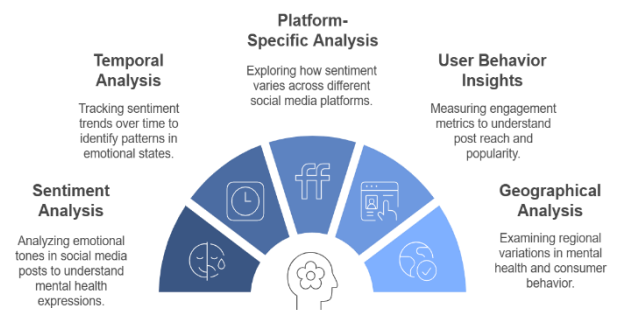 Sentiment
Analysis
Analyzing emotional
tones in social media
posts to understand
mental health
expressions.
Temporal
Analysis
Tracking sentiment
trends over time to
identify patterns in
emotional states.
Platform-
Specific Analysis
Exploring how sentiment
varies across different
social media platforms.
ff
User Behavior
Insights
Measuring engagement
metrics to understand
post reach and
popularity.
Geographical
Analysis
Examining regional
variations in mental
health and consumer
behavior.